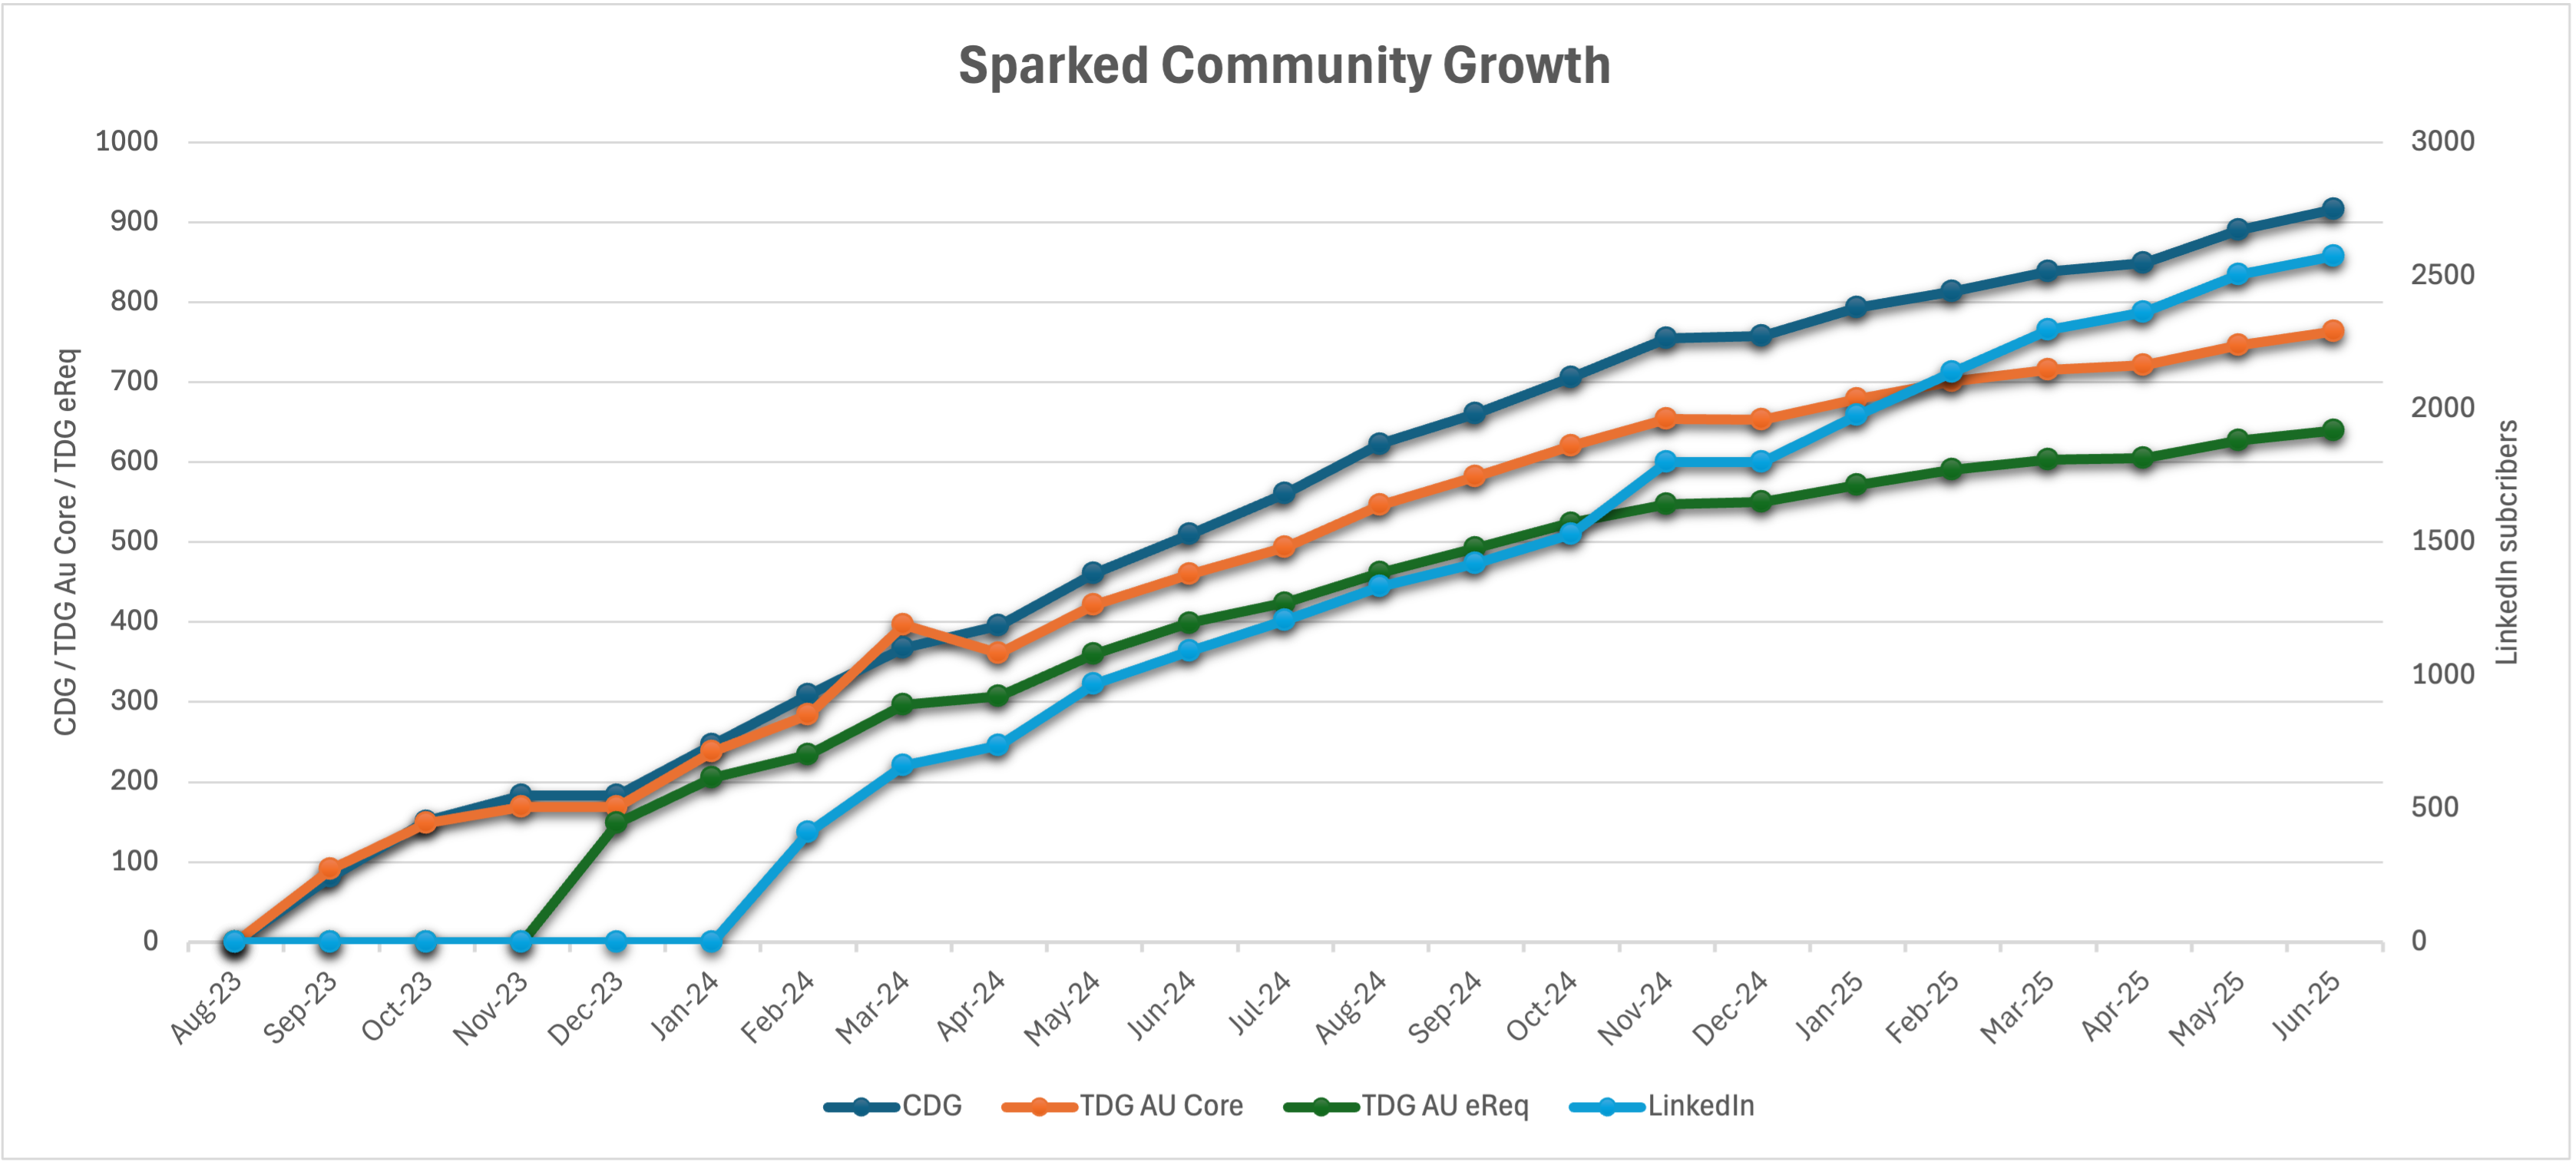 Sparked Community Growth
CDG / TDG Au Core / TDG eReq
1000
900
800
700
600
500
400
300
200
100
0
3000
2500
2000
1500
1000
500
0
LinkedIn subcribers
Aug-23
Sep-23
Oct-23
Nov-23
Dec-23
Jan-24
Feb-24
Mar-24
Apr-24
May-24
Jun-24
Jul-24
Aug-24
Sep-24
Oct-24
Nov-24
Dec-24
Jan-25
Feb-25
Mar-25
Apr-25
May-25
Jun-25
CDG
TDG AU Core
TDG AU eReq
LinkedIn